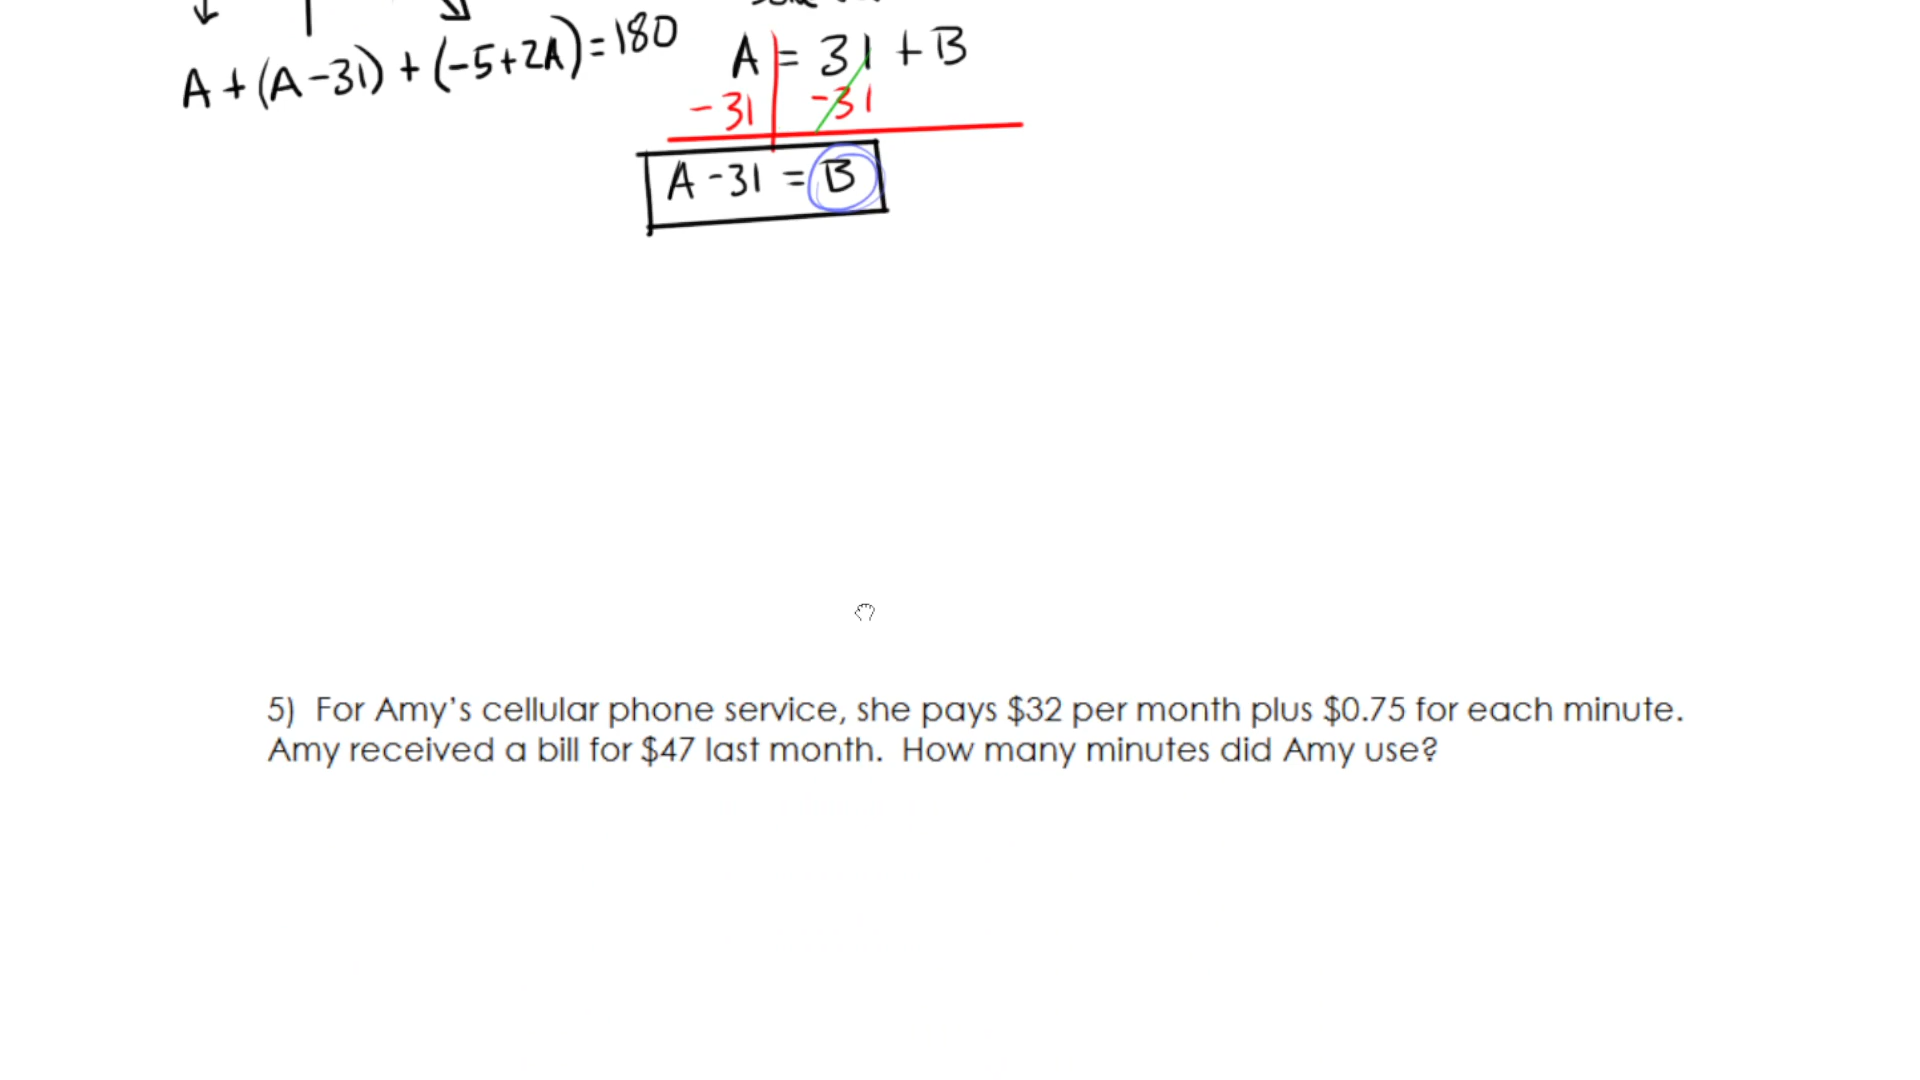 A + (A - 31) + (-5 + 2A) = 180
A = 31 + B
-31 -31
A - 31 = B
5) For Amy's cellular phone service, she pays $32 per month plus $0.75 for each minute.
Amy received a bill for $47 last month. How many minutes did Amy use?